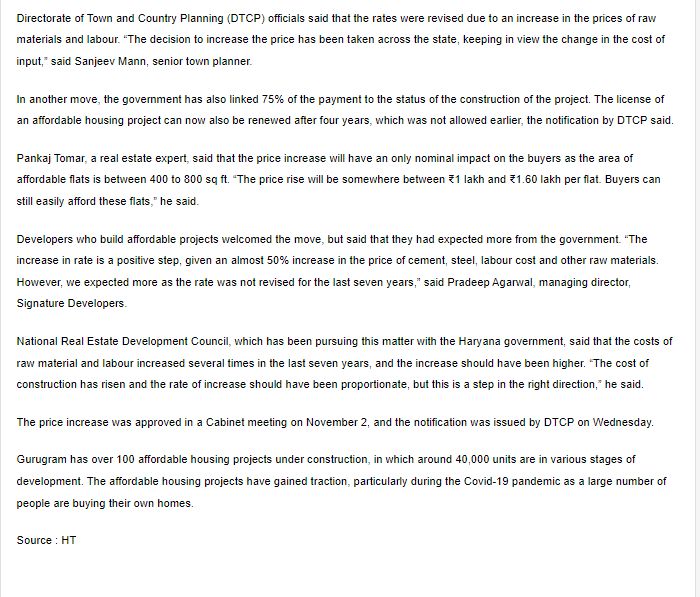 Directorate of Town and Country Planning (DTCP) officials said that the rates were revised due to an increase in the prices of raw
materials and labour. “The decision to increase the price has been taken across the state, keeping in view the change in the cost of
input,” said Sanjeev Mann, senior town planner.
In another move, the government has also linked 75% of the payment to the status of the construction of the project. The license of
an affordable housing project can now also be renewed after four years, which was not allowed earlier, the notification by DTCP said.
Pankaj Tomar, a real estate expert, said that the price increase will have an only nominal impact on the buyers as the area of
affordable flats is between 400 to 800 sq ft. “The price rise will be somewhere between ₹1 lakh and ₹1.60 lakh per flat. Buyers can
still easily afford these flats,” he said.
Developers who build affordable projects welcomed the move, but said that they had expected more from the government. “The
increase in rate is a positive step, given an almost 50% increase in the price of cement, steel, labour cost and other raw materials.
However, we expected more as the rate was not revised for the last seven years,” said Pradeep Agarwal, managing director,
Signature Developers.
National Real Estate Development Council, which has been pursuing this matter with the Haryana government, said that the costs of
raw material and labour increased several times in the last seven years, and the increase should have been higher. “The cost of
construction has risen and the rate of increase should have been proportionate, but this is a step in the right direction,” he said.
The price increase was approved in a Cabinet meeting on November 2, and the notification was issued by DTCP on Wednesday.
Gurugram has over 100 affordable housing projects under construction, in which around 40,000 units are in various stages of
development. The affordable housing projects have gained traction, particularly during the Covid-19 pandemic as a large number of
people are buying their own homes.
Source : HT